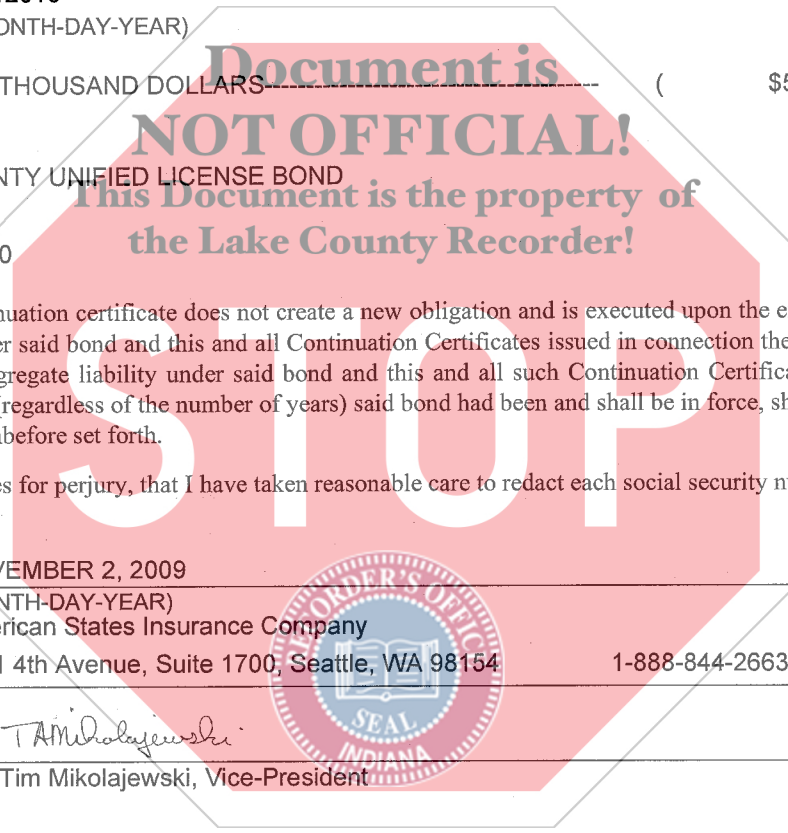 ONTH-DAY-YEAR)
Document is
THOUSAND DOLLARS------------------------------------------------------- ( $5
NOT OFFICIAL!
NTY UNIFIED LICENSE BOND
This Document is the property of
the Lake County Recorder!
0
nuation certificate does not create a new obligation and is executed upon the e
er said bond and this and all Continuation Certificates issued in connection the
gregate liability under said bond and this and all such Continuation Certifica
(regardless of the number of years) said bond had been and shall be in force, sh
nbefore set forth.
STOP
es for perjury, that I have taken reasonable care to redact each social security n
VEMBER 2, 2009
NTH-DAY-YEAR)
erican States Insurance Company
1 4th Avenue, Suite 1700, Seattle, WA 98154 1-888-844-2663
RECORDER'S OFFICE
SEAL
INDIANA
TAMikolajewski
Tim Mikolajewski, Vice-President